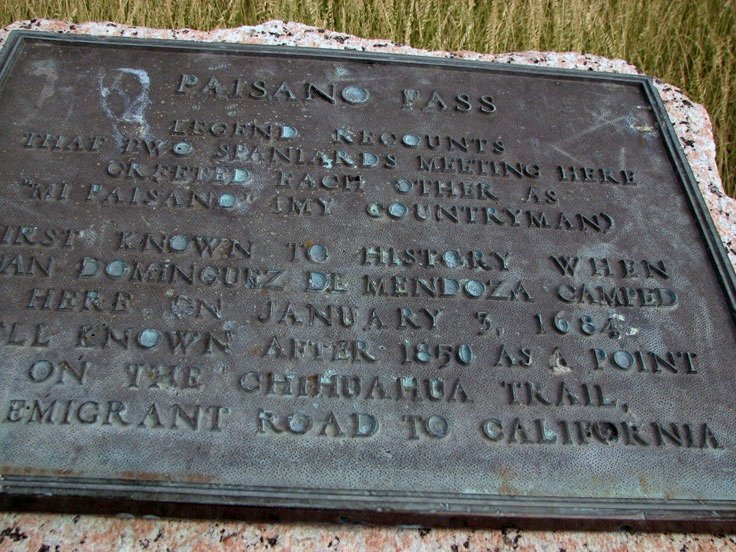 PAISANO PASS
LEGEND RECOUNTS
THAT TWO SPANIARDS MEETING HERE
GREETED EACH OTHER AS
"MI PAISANO (MY COUNTRYMAN)
FIRST KNOWN TO HISTORY WHEN
JUAN DOMINGUEZ DE MENDOZA CAMPED
HERE ON JANUARY 3, 1684.
WELL KNOWN AFTER 1850 AS A POINT
ON THE CHIHUAHUA TRAIL,
EMIGRANT ROAD TO CALIFORNIA